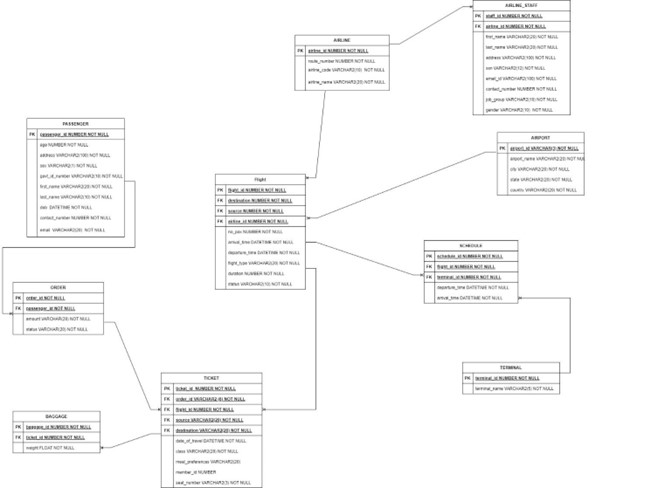 AIRLINE_STAFF
PK staff_id NUMBER NOT NULL
FK airline_id NUMBER NOT NULL
first_name VARCHAR2(20) NOT NULL
last_name VARCHAR2(20) NOT NULL
address VARCHAR2(100) NOT NULL
ssn VARCHAR2(12) NOT NULL
email_id VARCHAR2(100) NOT NULL
contact_number NUMBER NOT NULL
job_group VARCHAR2(10) NOT NULL
gender VARCHAR2(10) NOT NULL
AIRLINE
PK airline_id NUMBER NOT NULL
route_number NUMBER NOT NULL
airline_code VARCHAR2(10) NOT NULL
airline_name VARCHAR2(20) NOT NULL
PASSENGER
PK passenger_id NUMBER NOT NULL
age NUMBER NOT NULL
address VARCHAR2(100) NOT NULL
sex VARCHAR2(1) NOT NULL
govt_id_number VARCHAR2(10) NOT NULL
first_name VARCHAR2(20) NOT NULL
last_name VARCHAR2(10) NOT NULL
dob DATETIME NOT NULL
contact_number NUMBER NOT NULL
email VARCHAR2(20) NOT NULL
AIRPORT
PK airport_id VARCHAR(3) NOT NULL
airport_name VARCHAR2(20) NUL
city VARCHAR2(20) NOT NULL
state VARCHAR2(20) NOT NULL
country VARCHAR2(20) NOT NULL
Flight
PK flight_id NUMBER NOT NULL
FK destination NUMBER NOT NULL
FK source NUMBER NOT NULL
FK airline_id NUMBER NOT NULL
no_pax NUMBER NOT NULL
arrival_time DATETIME NOT NULL
departure_time DATETIME NOT NULL
flight_type VARCHAR2(20) NOT NULL
duration NUMBER NOT NULL
status VARCHAR2(10) NOT NULL
SCHEDULE
PK schedule_id NUMBER NOT NULL
FK flight_id NUMBER NOT NULL
FK terminal_id NUMBER NOT NULL
departure_time DATETIME NOT NULL
arrival_time DATETIME NOT NULL
ORDER
PK order_id NOT NULL
FK passenger_id NOT NULL
amount VARCHAR(20) NOT NULL
status VARCHAR(20) NOT NULL
TERMINAL
PK terminal_id NUMBER NOT NULL
terminal_name VARCHAR2(5) NOT NULL
TICKET
PK ticket_id NUMBER NOT NULL
FK order_id VARCHAR2 NOT NULL
FK flight_id NUMBER NOT NULL
FK source VARCHAR2(20) NOT NULL
FK destination VARCHAR2(20) NOT NULL
date_of_travel DATETIME NOT NULL
class VARCHAR2(20) NOT NULL
meal_preferences VARCHAR2(20)
member_id NUMBER
seat_number VARCHAR2(5) NOT NULL
BAGGAGE
PK baggage_id NUMBER NOT NULL
FK ticket_id NUMBER NOT NULL
weight FLOAT NOT NULL